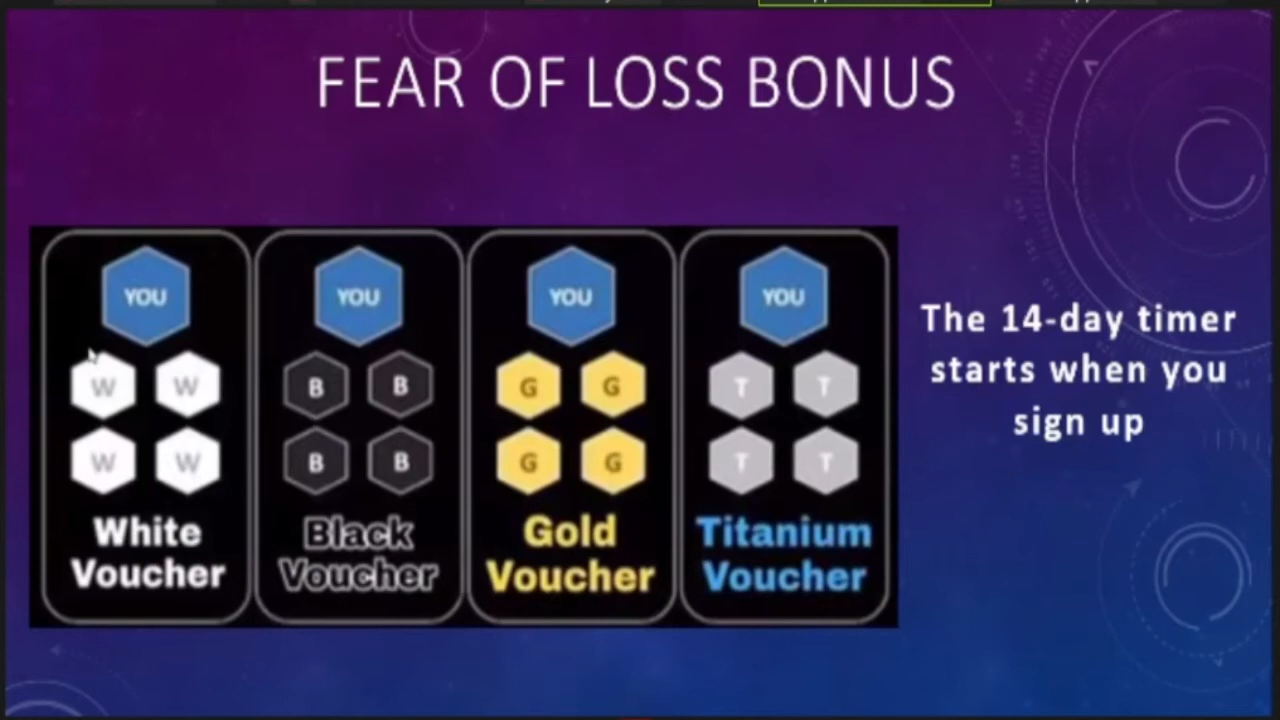 FEAR OF LOSS BONUS
YOU YOU YOU YOU
W W B B G G T T
W W B B G G T T
White Black Gold Titanium
Voucher Voucher Voucher Voucher
The 14-day timer
starts when you
sign up